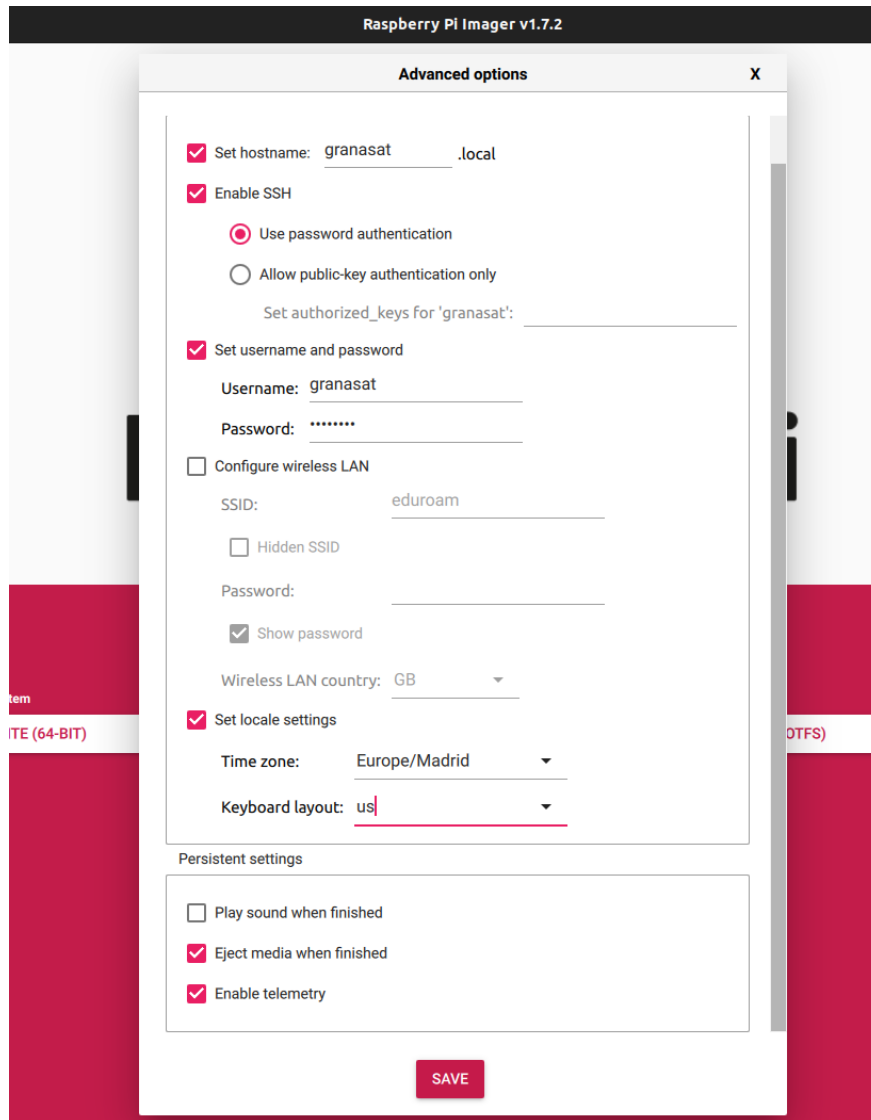 Raspberry Pi Imager v1.7.2
Advanced options X
Set hostname: granasat .local
Enable SSH
Use password authentication
Allow public-key authentication only
Set authorized_keys for 'granasat':
Set username and password
Username: granasat
Password: ••••••••
Configure wireless LAN
SSID: eduroam
Hidden SSID
Password:
Show password
Wireless LAN country: GB
tem
Set locale settings
ITE (64-BIT) OTFS)
Time zone: Europe/Madrid
Keyboard layout: us
Persistent settings
Play sound when finished
Eject media when finished
Enable telemetry
SAVE